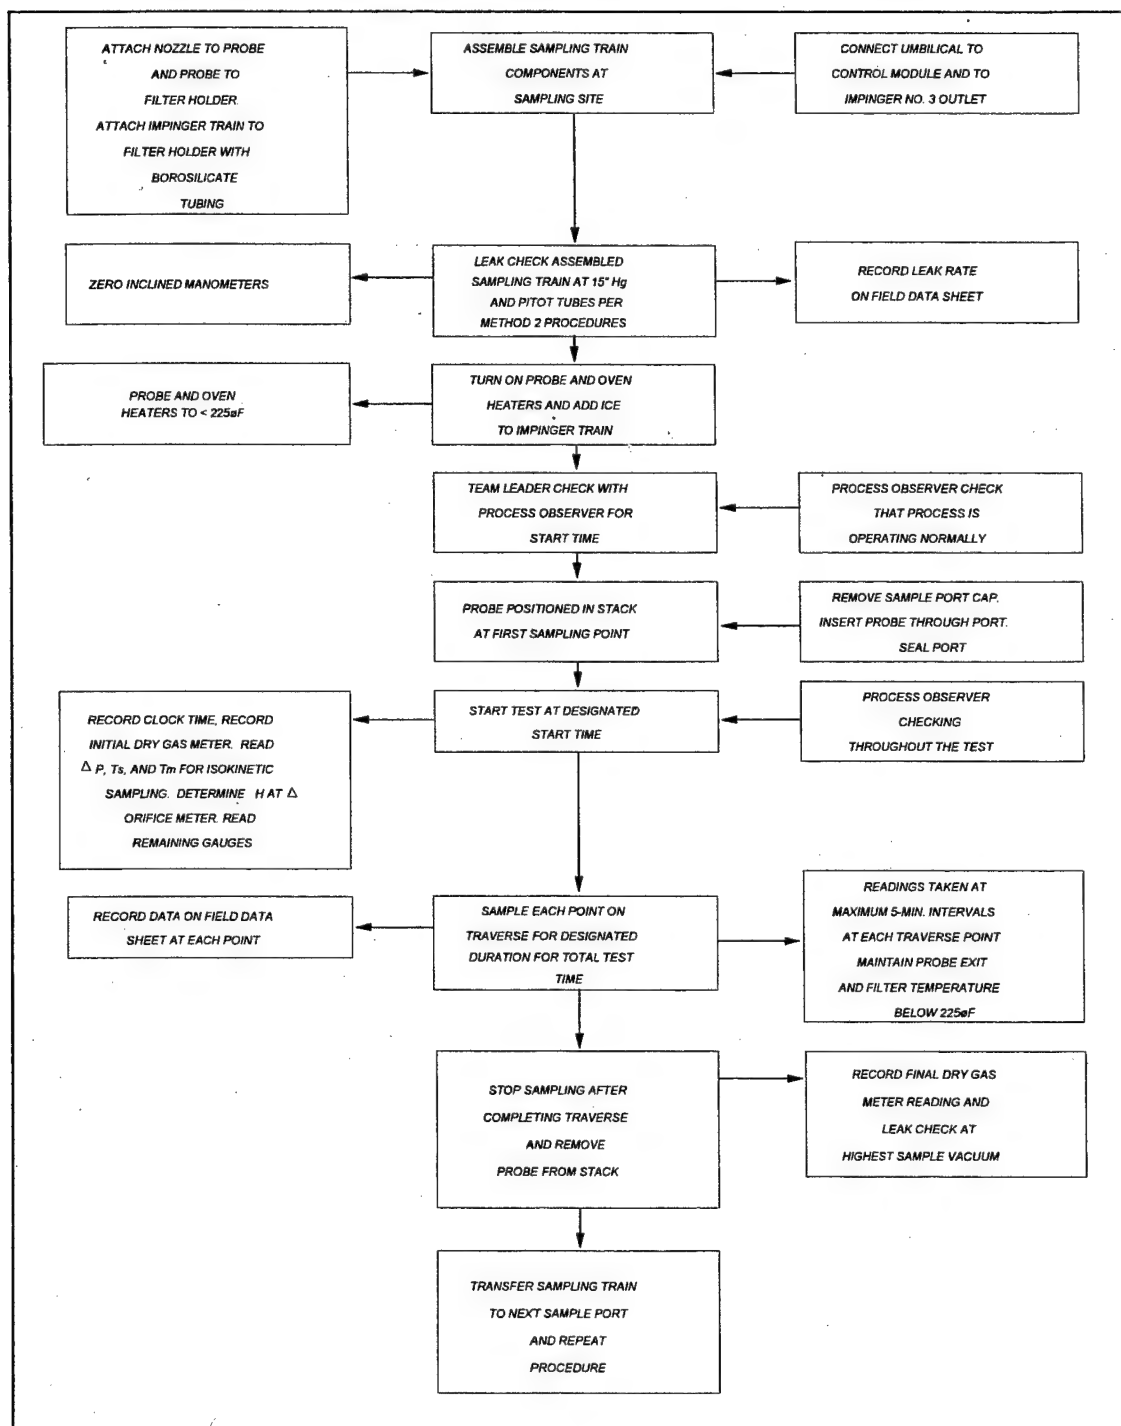 ATTACH NOZZLE TO PROBE
AND PROBE TO
FILTER HOLDER.
ATTACH IMPINGER TRAIN TO
FILTER HOLDER WITH
BOROSILICATE
TUBING
ASSEMBLE SAMPLING TRAIN
COMPONENTS AT
SAMPLING SITE
CONNECT UMBILICAL TO
CONTROL MODULE AND TO
IMPINGER NO. 3 OUTLET
ZERO INCLINED MANOMETERS
LEAK CHECK ASSEMBLED
SAMPLING TRAIN AT 15" Hg
AND PITOT TUBES PER
METHOD 2 PROCEDURES
RECORD LEAK RATE
ON FIELD DATA SHEET
PROBE AND OVEN
HEATERS TO < 225øF
TURN ON PROBE AND OVEN
HEATERS AND ADD ICE
TO IMPINGER TRAIN
TEAM LEADER CHECK WITH
PROCESS OBSERVER FOR
START TIME
PROCESS OBSERVER CHECK
THAT PROCESS IS
OPERATING NORMALLY
PROBE POSITIONED IN STACK
AT FIRST SAMPLING POINT
REMOVE SAMPLE PORT CAP.
INSERT PROBE THROUGH PORT.
SEAL PORT
RECORD CLOCK TIME, RECORD
INITIAL DRY GAS METER. READ
Δ P, Ts, AND Tm FOR ISOKINETIC
SAMPLING. DETERMINE H AT Δ
ORIFICE METER. READ
REMAINING GAUGES
START TEST AT DESIGNATED
START TIME
PROCESS OBSERVER
CHECKING
THROUGHOUT THE TEST
RECORD DATA ON FIELD DATA
SHEET AT EACH POINT
SAMPLE EACH POINT ON
TRAVERSE FOR DESIGNATED
DURATION FOR TOTAL TEST
TIME
READINGS TAKEN AT
MAXIMUM 5-MIN. INTERVALS
AT EACH TRAVERSE POINT
MAINTAIN PROBE EXIT
AND FILTER TEMPERATURE
BELOW 225øF
STOP SAMPLING AFTER
COMPLETING TRAVERSE
AND REMOVE
PROBE FROM STACK
RECORD FINAL DRY GAS
METER READING AND
LEAK CHECK AT
HIGHEST SAMPLE VACUUM
TRANSFER SAMPLING TRAIN
TO NEXT SAMPLE PORT
AND REPEAT
PROCEDURE